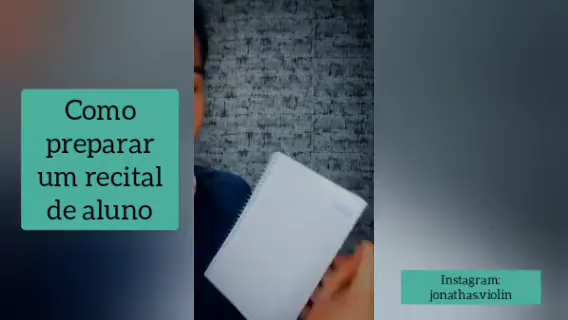 Como
preparar
um recital
de aluno
Instagram:
jonathas.violin